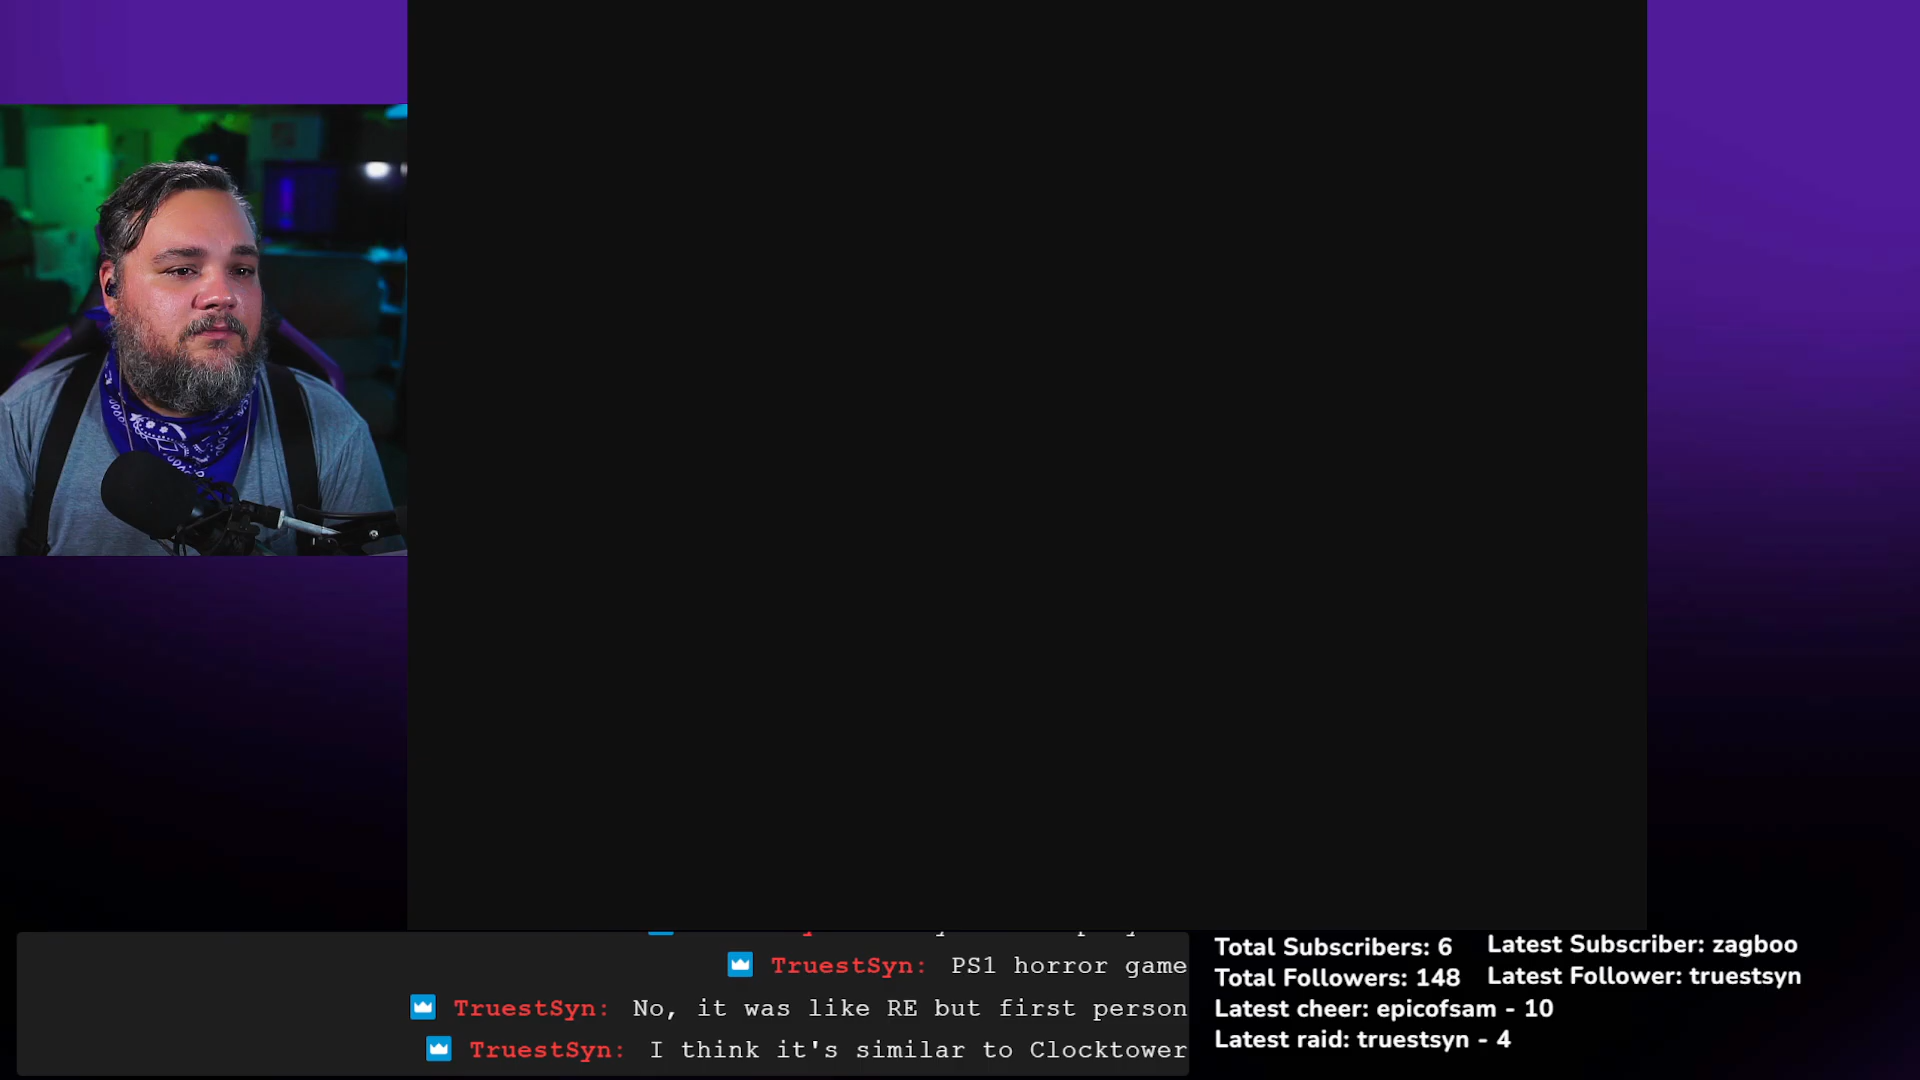 TruestSyn: PS1 horror game
TruestSyn: No, it was like RE but first person
TruestSyn: I think it's similar to Clocktower
Total Subscribers: 6
Latest Subscriber: zagboo
Total Followers: 148
Latest Follower: truestsyn
Latest cheer: epicofsam - 10
Latest raid: truestsyn - 4